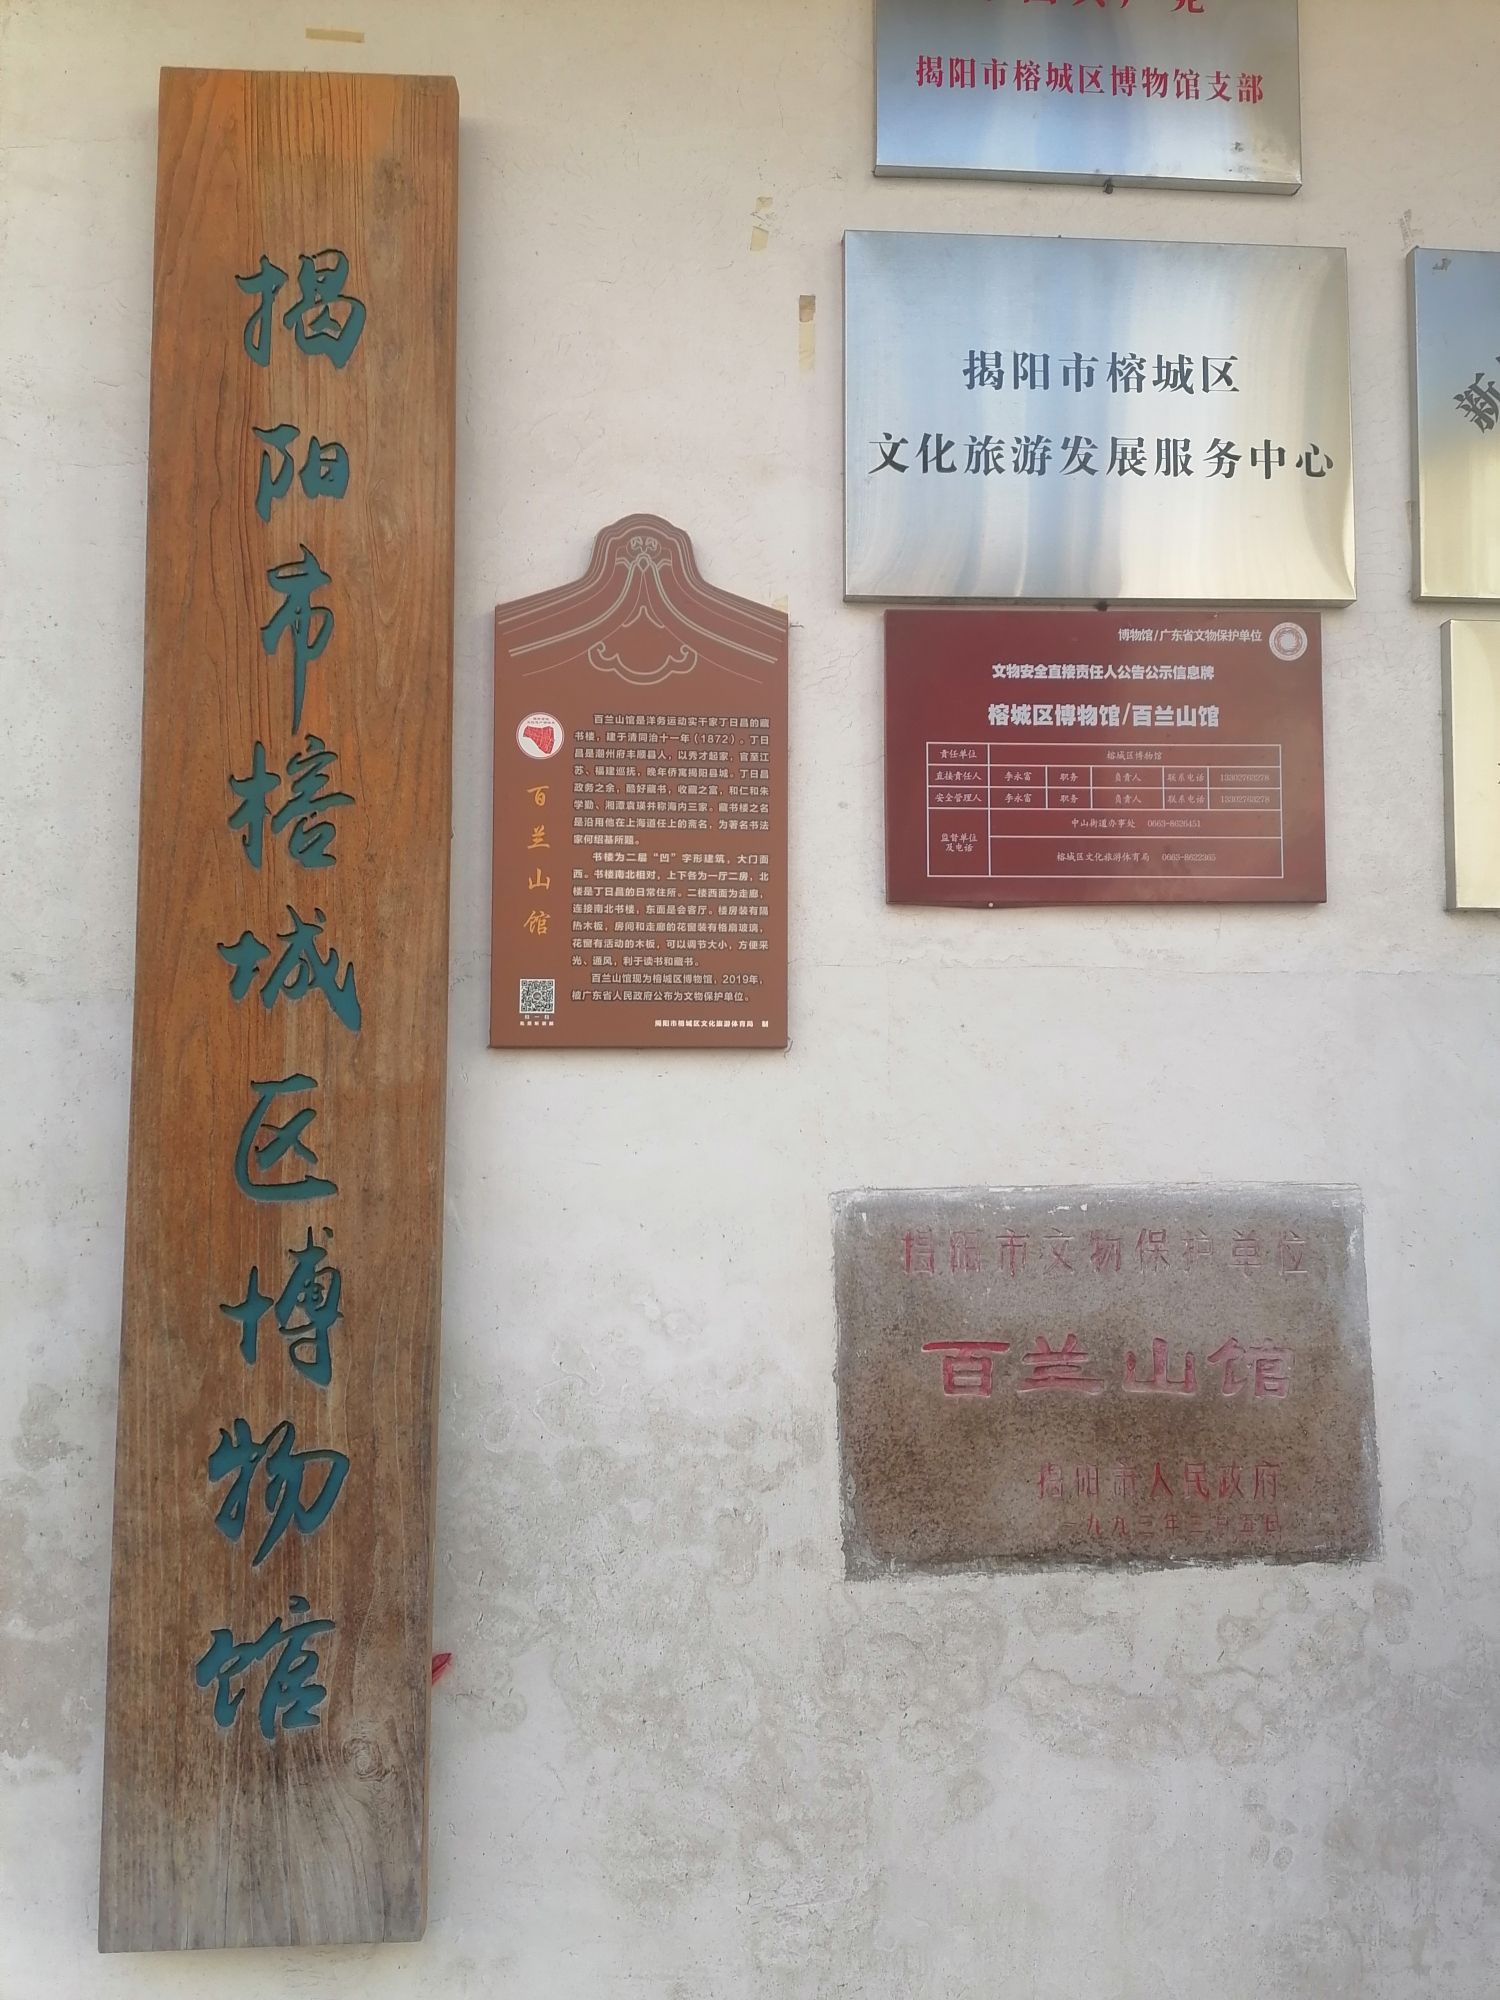 揭阳市榕城区博物馆
揭阳市榕城区博物馆支部
揭阳市榕城区
文化旅游发展服务中心
新
百兰山馆
百兰山馆是洋务运动实干家丁日昌的藏
书楼，建于清同治十一年（1872）。丁日
昌是潮州府丰顺县人，以秀才起家，官至江
苏、福建巡抚，晚年侨寓揭阳县城。丁日昌
政务之余，酷好藏书，收藏之富，和仁和朱
学勤、湘潭袁瑛并称海内三家。藏书楼之名
是沿用他在上海道任上的斋名，为著名书法
家何绍基所题。
书楼为二层“凹”字形建筑，大门面
西。书楼南北相对，上下各为一厅二房，北
楼是丁日昌的日常住所。二楼西面为走廊，
连接南北书楼，东面是会客厅。楼房装有隔
热木板，房间和走廊的花窗装有格扇玻璃，
花窗有活动的木板，可以调节大小，方便采
光、通风，利于读书和藏书。
百兰山馆现为榕城区博物馆，2019年，
被广东省人民政府公布为文物保护单位。
扫一扫
揭阳市榕城区文化旅游体育局 制
博物馆/广东省文物保护单位
文物安全直接责任人公告公示信息牌
榕城区博物馆/百兰山馆
责任单位 榕城区博物馆
直接责任人 李永富 职务 负责人 联系电话 13302763278
安全管理人 李永富 职务 负责人 联系电话 13302763278
监督单位
及电话
中山街道办事处 0663-8626451
榕城区文化旅游体育局 0663-8622365
揭阳市文物保护单位
百兰山馆
揭阳市人民政府